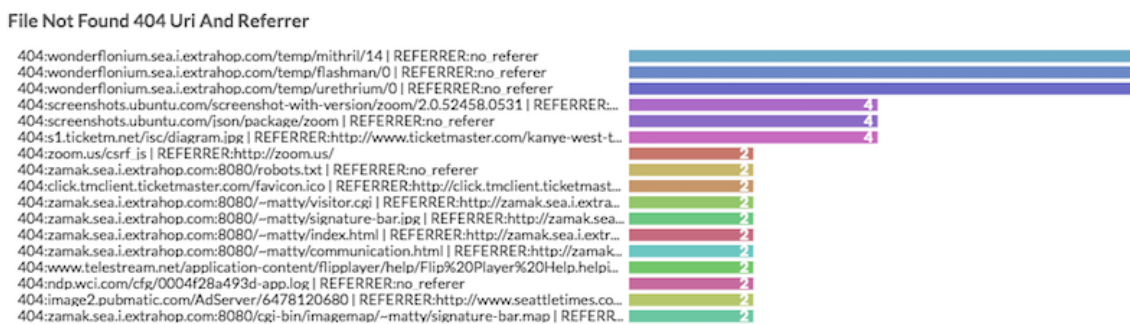 File Not Found 404 Uri And Referrer
404:wonderflonium.sea.i.extrahop.com/temp/mithril/14 | REFERRER:no_referer
404:wonderflonium.sea.i.extrahop.com/temp/flashman/0 | REFERRER:no_referer
404:wonderflonium.sea.i.extrahop.com/temp/urethrium/0 | REFERRER:no_referer
404:screenshots.ubuntu.com/screenshot-with-version/zoom/2.0.52458.0531 | REFERRER:... 4
404:screenshots.ubuntu.com/json/package/zoom | REFERRER:no_referer 4
404:s1.ticketm.net/isc/diagram.jpg | REFERRER:http://www.ticketmaster.com/kanye-west-t... 4
404:zoom.us/csrf_js | REFERRER:http://zoom.us/ 2
404:zamak.sea.i.extrahop.com:8080/robots.txt | REFERRER:no_referer 2
404:click.tmclient.ticketmaster.com/favicon.ico | REFERRER:http://click.tmclient.ticketmast... 2
404:zamak.sea.i.extrahop.com:8080/~matty/visitor.cgi | REFERRER:http://zamak.sea.i.extra... 2
404:zamak.sea.i.extrahop.com:8080/~matty/signature-bar.jpg | REFERRER:http://zamak.sea... 2
404:zamak.sea.i.extrahop.com:8080/~matty/index.html | REFERRER:http://zamak.sea.i.extr... 2
404:zamak.sea.i.extrahop.com:8080/~matty/communication.html | REFERRER:http://zamak... 2
404:www.telestream.net/application-content/flipplayer/help/Flip%20Player%20Help.helpi... 2
404:ndp.wci.com/cfg/0004f28a493d-app.log | REFERRER:no_referer 2
404:image2.pubmatic.com/AdServer/6478120680 | REFERRER:http://www.seattletimes.co... 2
404:zamak.sea.i.extrahop.com:8080/cgi-bin/imagemap/~matty/signature-bar.map | REFERR... 2